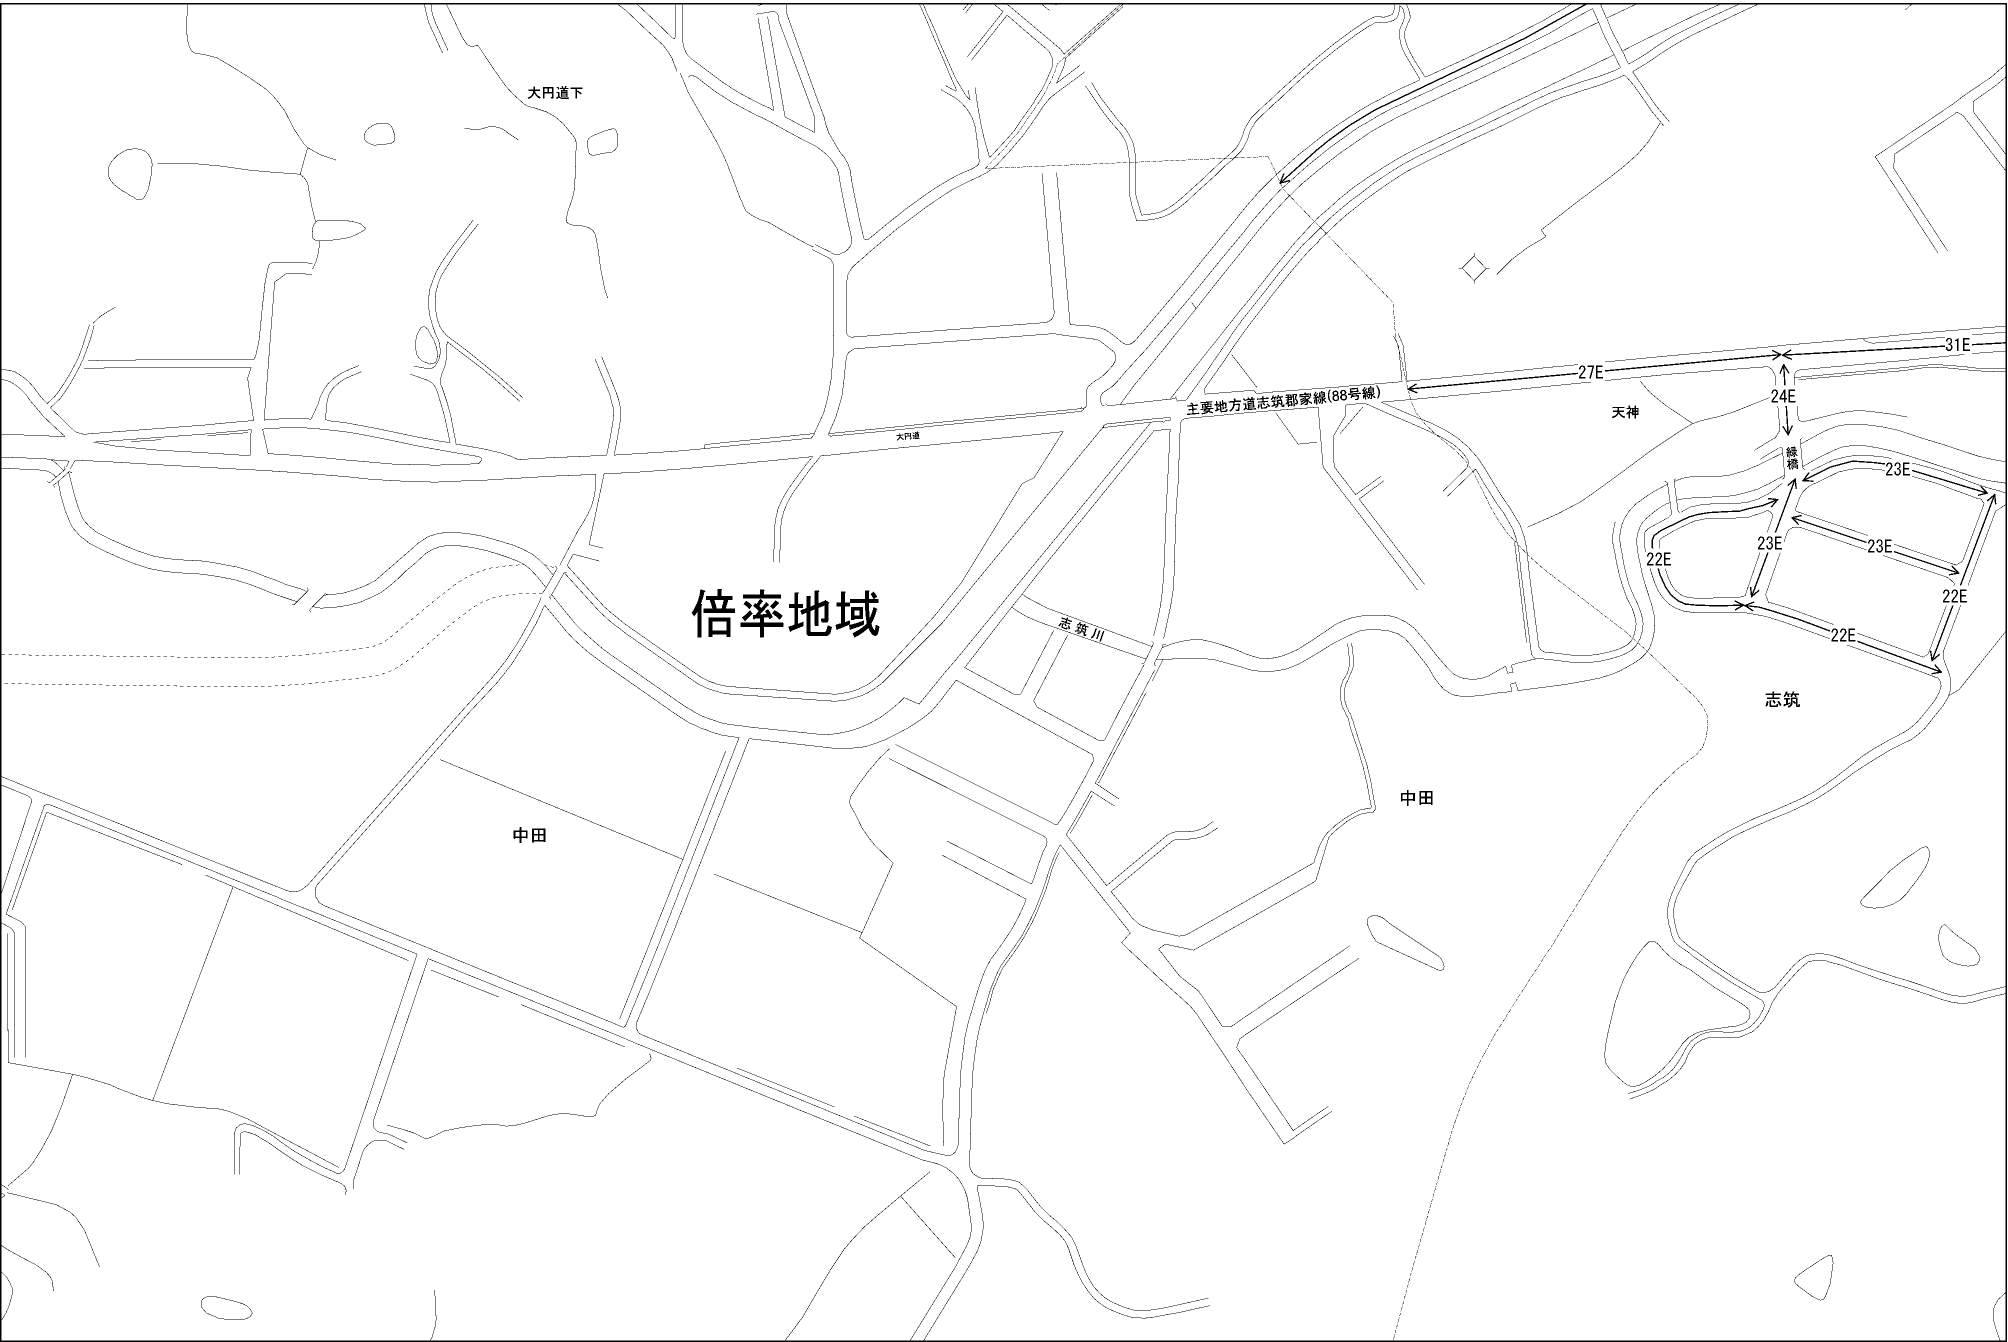 大円道下
31E
27E
24E
主要地方道志筑郡家線(88号線)
天神
大円道
緑橋
23E
23E
23E
22E
22E
22E
倍率地域
志筑川
志筑
中田
中田